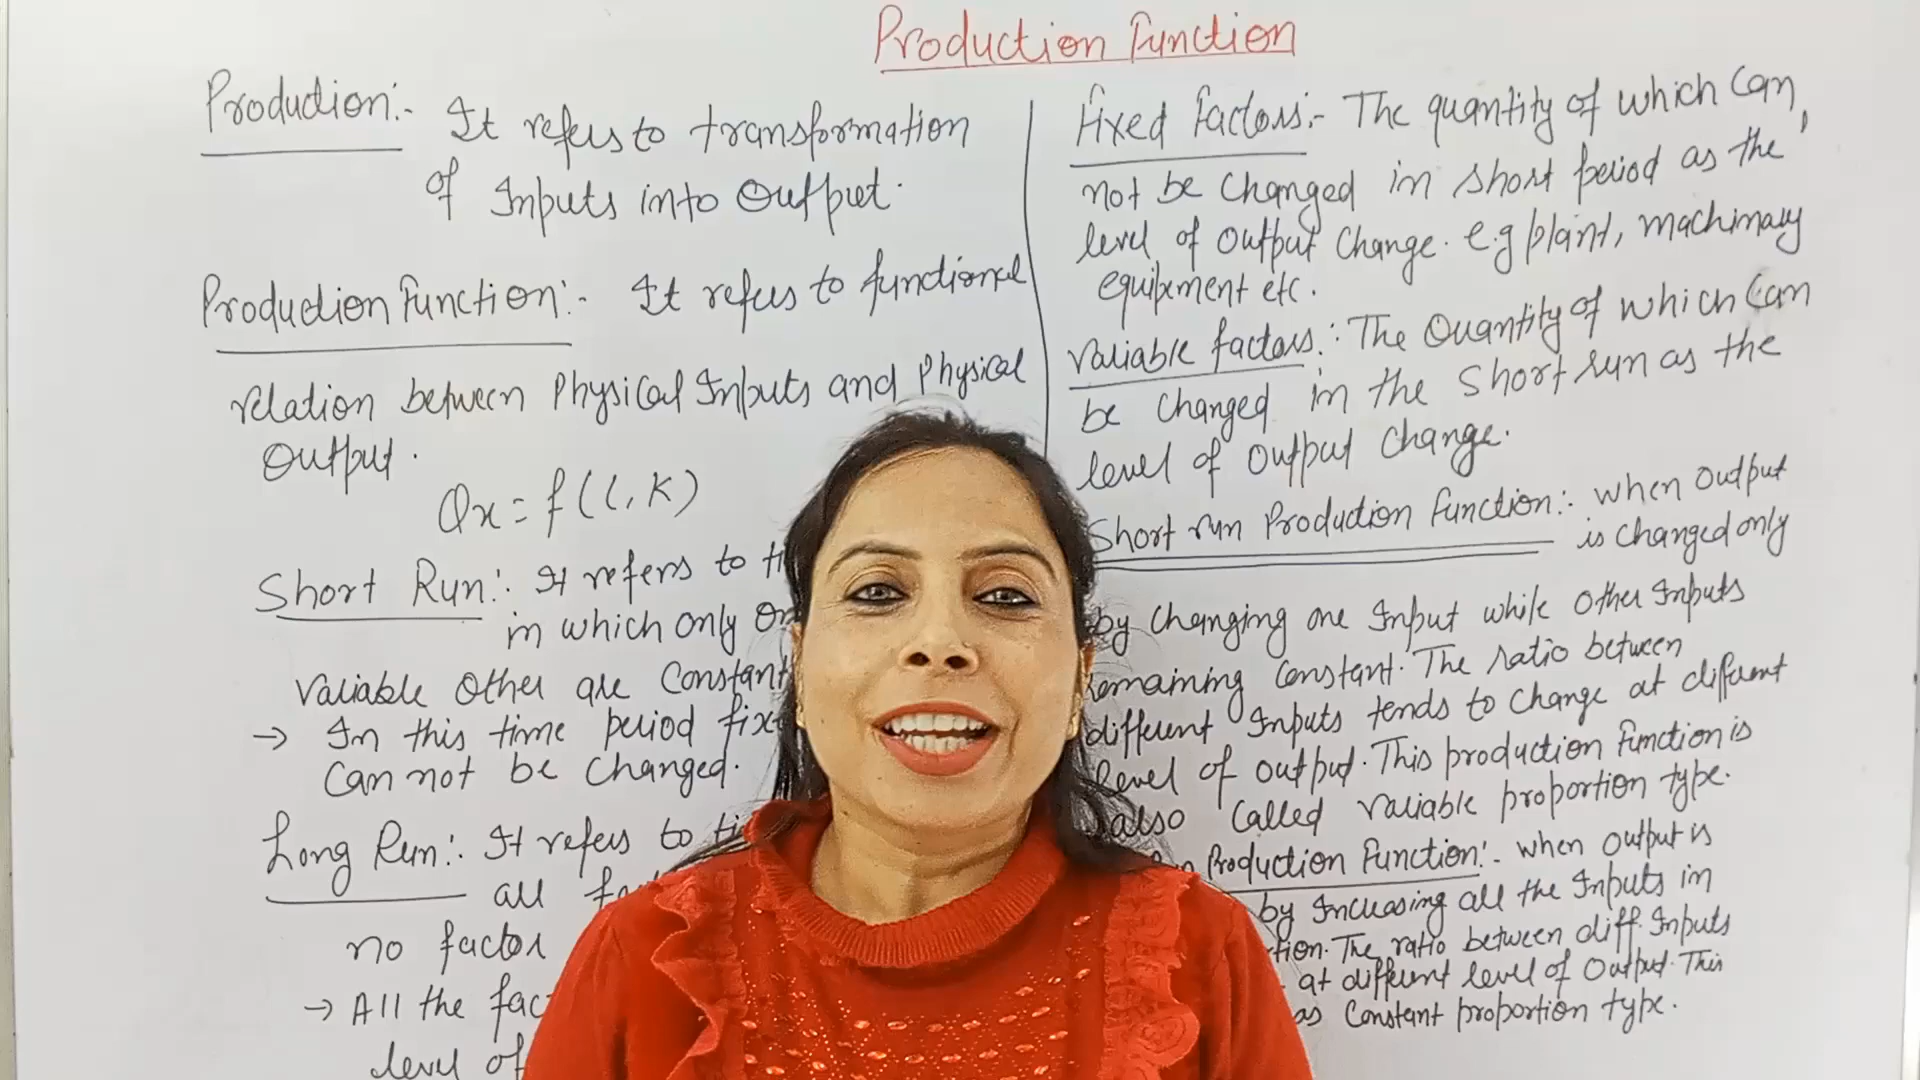 Production Function
Production:-
It refers to transformation
of Inputs into Output.
Production Function:- It refers to functional
relation between Physical Inputs and Physical
Output.
Qx = f(l, K)
Short Run:- It refers to
in which only
Variable Other are Constant
→ In this time period
Can not be Changed.
Long Run:- It refers to
all
no factor
→ All the
level of
Fixed Factors:- The quantity of which Can
not be Changed in short period as the
level of Output Change. e.g plant, machinary
equipment etc.
Variable factors:- The Quantity of which Can
be Changed in the Short run as the
level of Output Change.
Short run Production Function:- when Output
is changed only
by Changing one Input while Other Inputs
remaining Constant. The ratio between
different Inputs tends to change at different
level of output. This production Function is
also Called Variable proportion type.
Production Function:- when output is
by Increasing all the Inputs in
The ratio between diff. Inputs
at different level of Output. This
as Constant proportion type.